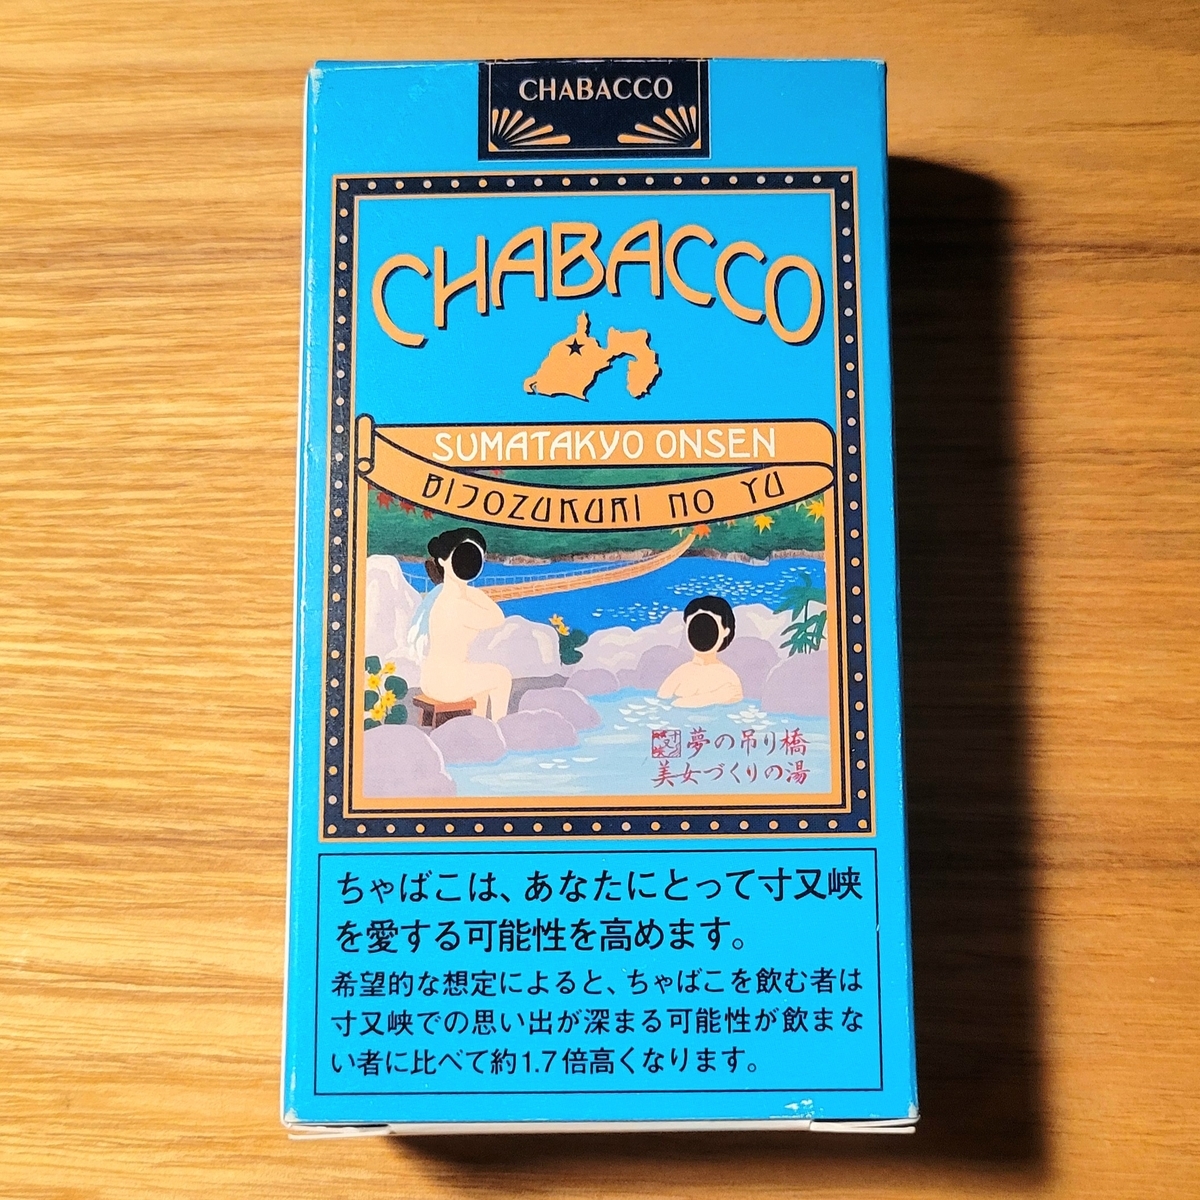 CHABACCO
CHABACCO
SUMATAKYO ONSEN
BIJOZUKURI NO YU
夢の吊り橋
美女づくりの湯
ちゃばこは、あなたにとって寸又峡
を愛する可能性を高めます。
希望的な想定によると、ちゃばこを飲む者は
寸又峡での思い出が深まる可能性が飲まな
い者に比べて約1.7倍高くなります。